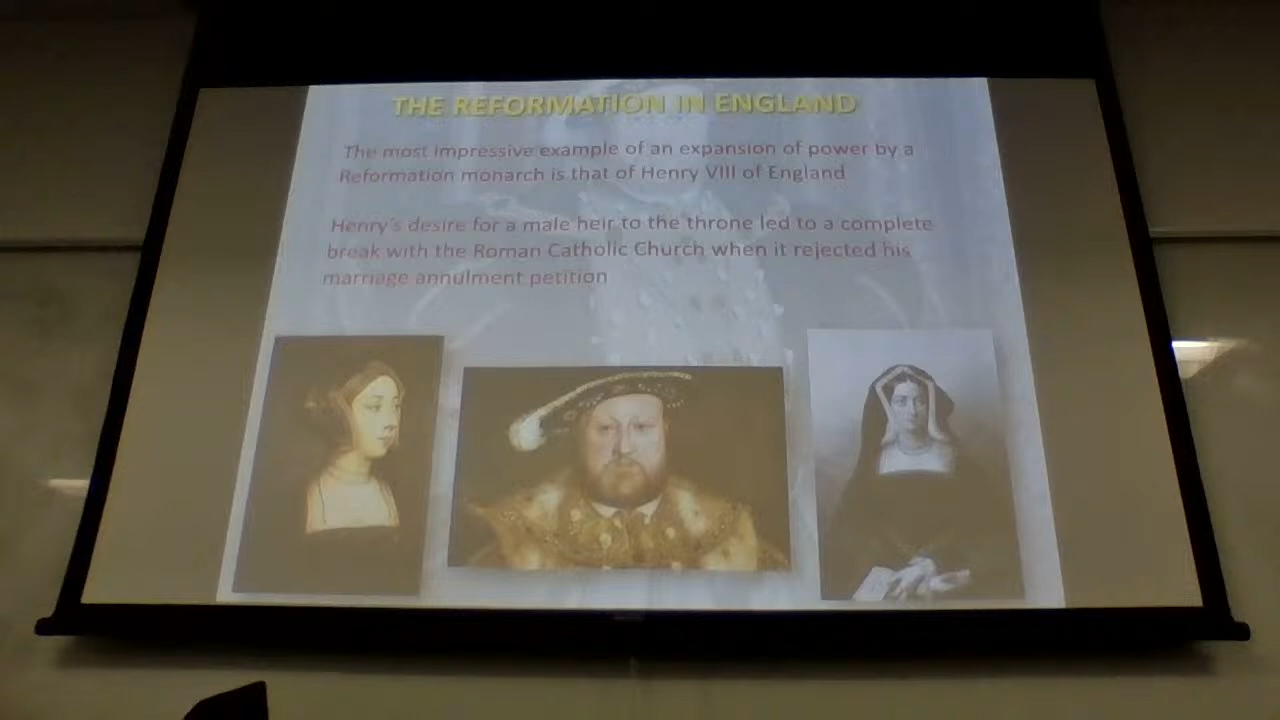 THE REFORMATION IN ENGLAND
The most impressive example of an expansion of power by a
Reformation monarch is that of Henry VIII of England
Henry's desire for a male heir to the throne led to a complete
break with the Roman Catholic Church when it rejected his
marriage annulment petition